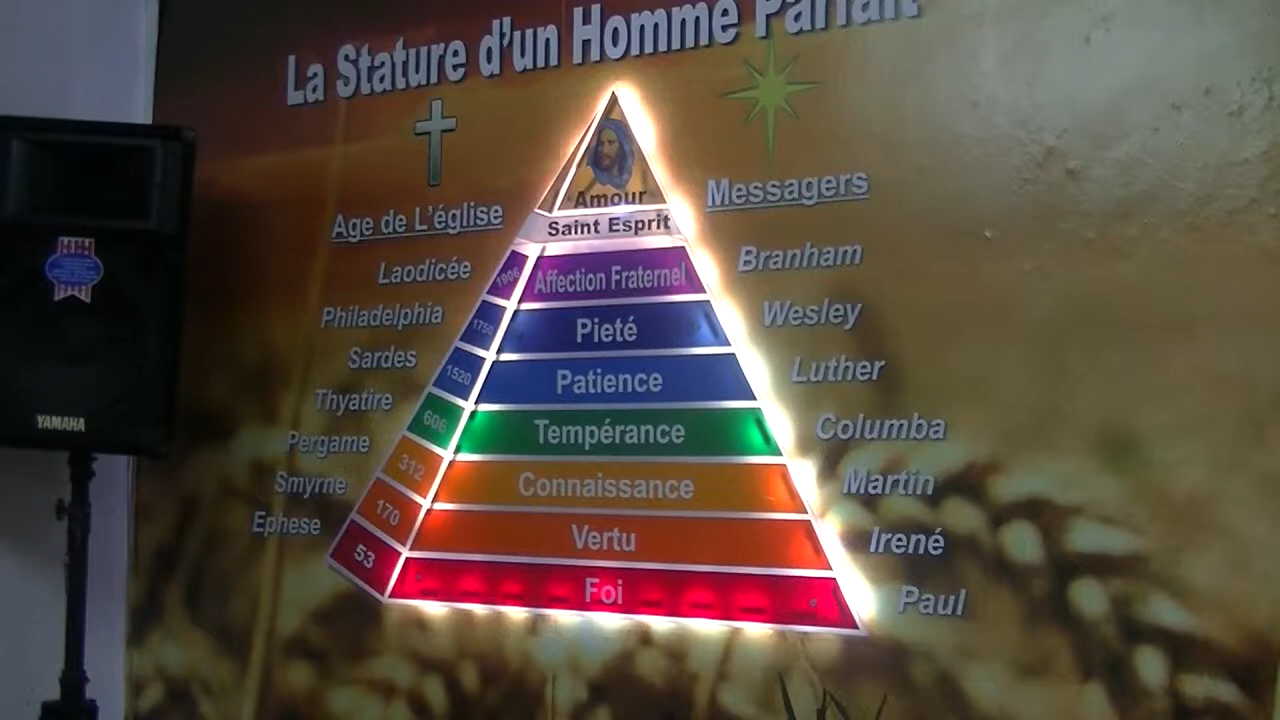 La Stature d'un Homme Parfait
Amour
Saint Esprit
Age de L'église
Messagers
Laodicée
1906
Affection Fraternel
Branham
Philadelphia
1750
Pieté
Wesley
Sardes
1520
Patience
Luther
Thyatire
606
Tempérance
Columba
Pergame
312
Connaissance
Martin
Smyrne
170
Vertu
Irené
Ephese
53
Foi
Paul
YAMAHA